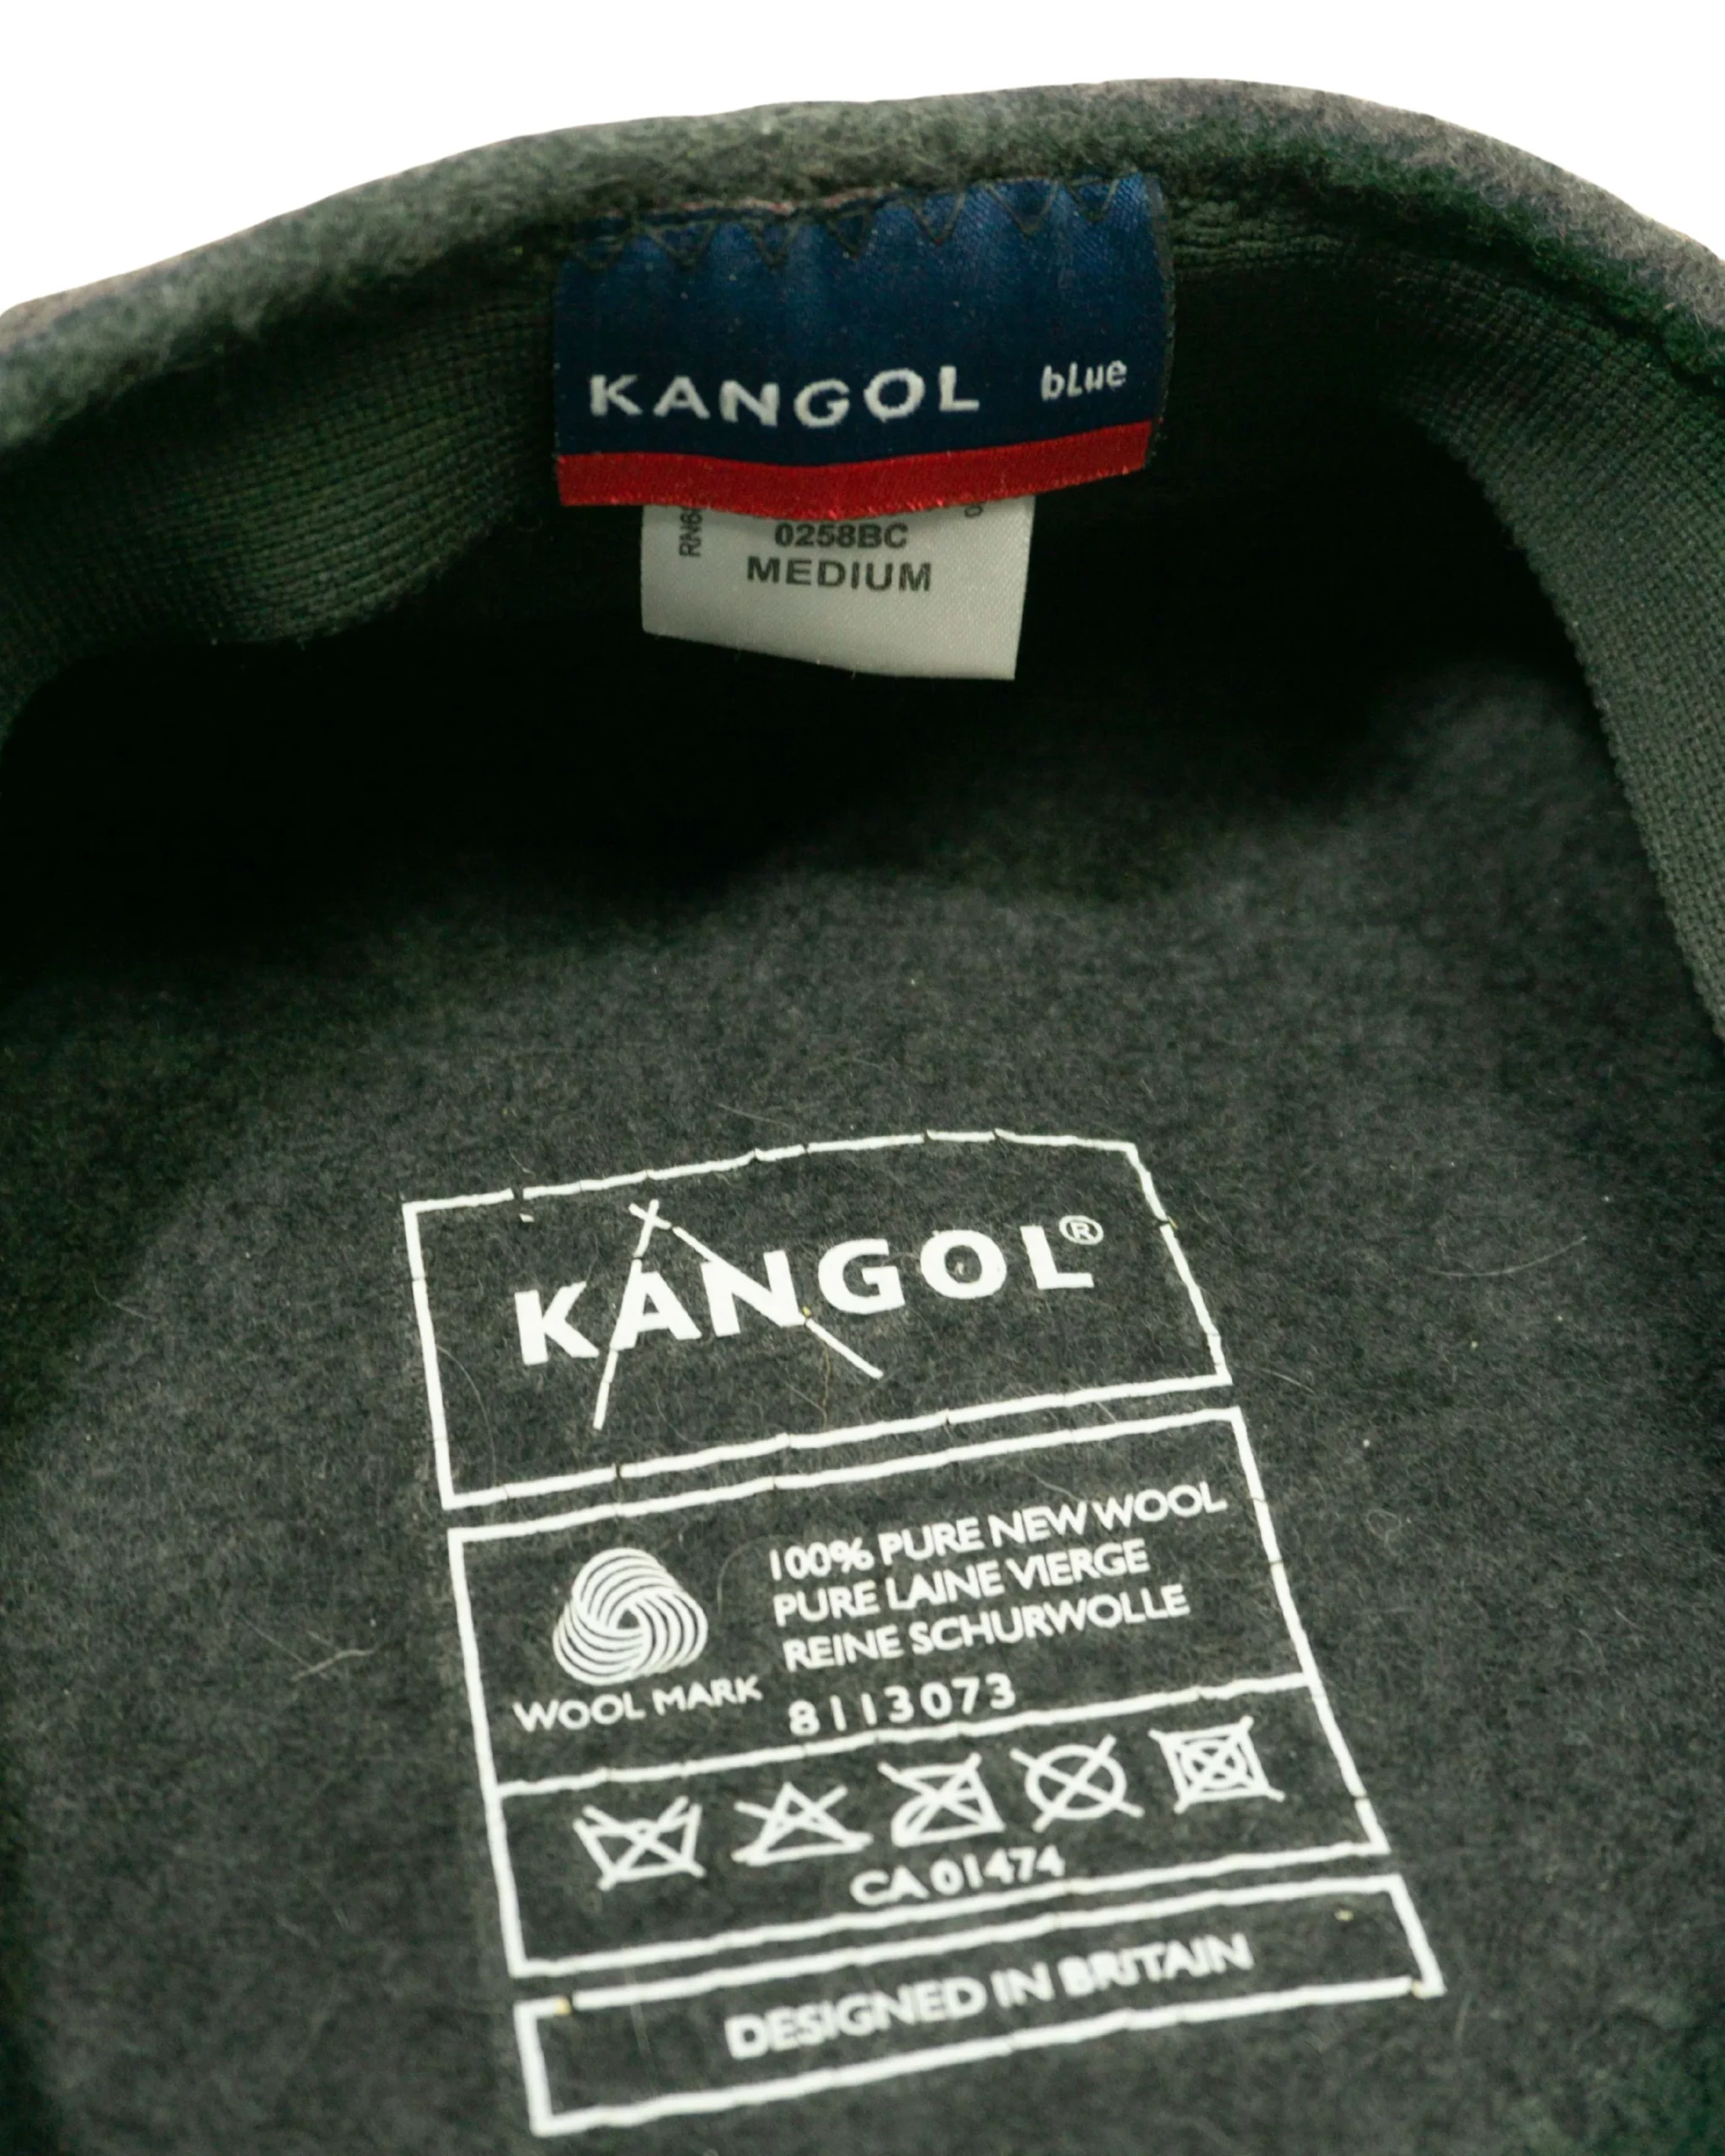 KANGOL bLue
0258BC
MEDIUM
KANGOL®
100% PURE NEW WOOL
PURE LAINE VIERGE
REINE SCHURWOLLE
WOOL MARK
8113073
CA 01474
DESIGNED IN BRITAIN